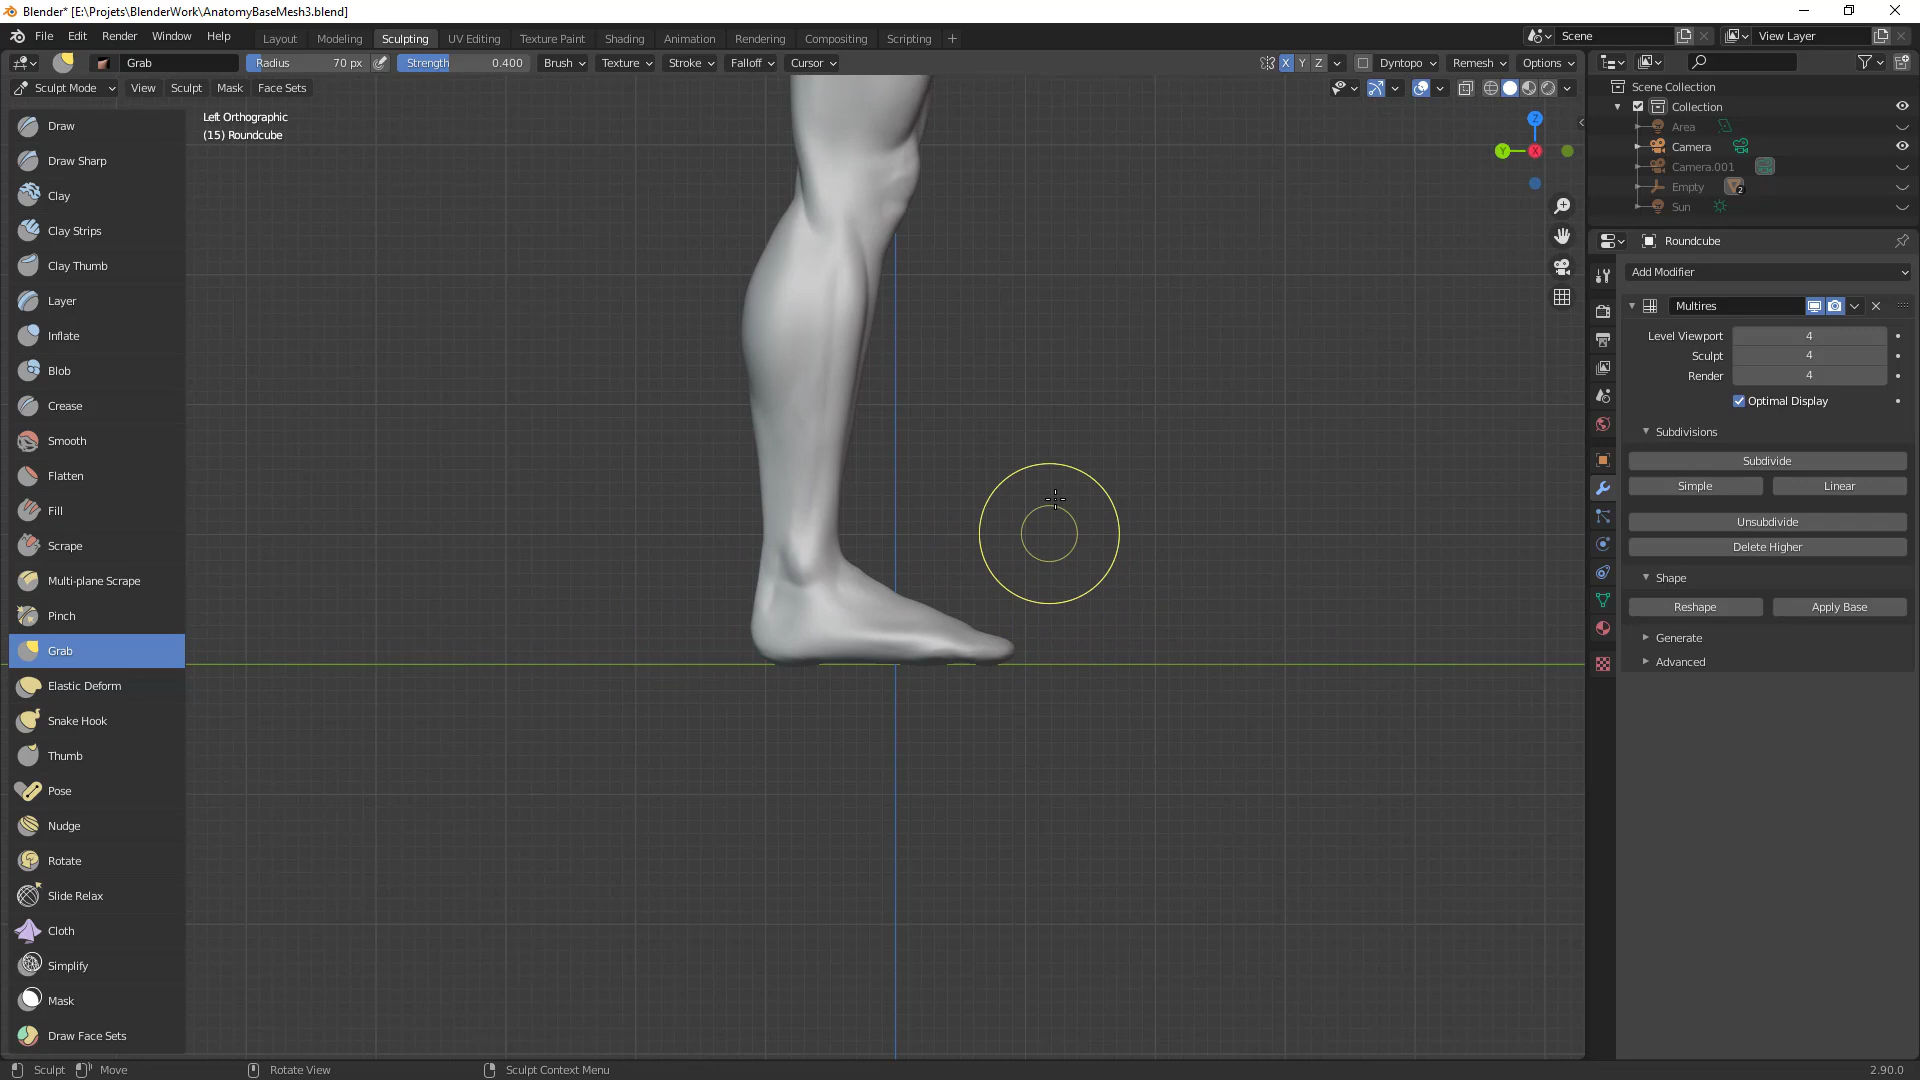 Blender* [E:\Projets\BlenderWork\AnatomyBaseMesh3.blend]
File Edit Render Window Help Layout Modeling Sculpting UV Editing Texture Paint Shading Animation Rendering Compositing Scripting + Scene View Layer
Grab Radius 70 px Strength 0.400 Brush Texture Stroke Falloff Cursor X Y Z Dyntopo Remesh Options
Sculpt Mode View Sculpt Mask Face Sets
Left Orthographic
(15) Roundcube
Z
Y
X
Draw
Draw Sharp
Clay
Clay Strips
Clay Thumb
Layer
Inflate
Blob
Crease
Smooth
Flatten
Fill
Scrape
Multi-plane Scrape
Pinch
Grab
Elastic Deform
Snake Hook
Thumb
Pose
Nudge
Rotate
Slide Relax
Cloth
Simplify
Mask
Draw Face Sets
Scene Collection
Collection
Area
Camera
Camera.001
Empty 2
Sun
Roundcube
Add Modifier
Multires
Level Viewport 4
Sculpt 4
Render 4
Optimal Display
Subdivisions
Subdivide
Simple Linear
Unsubdivide
Delete Higher
Shape
Reshape Apply Base
Generate
Advanced
Sculpt Move Rotate View Sculpt Context Menu 2.90.0